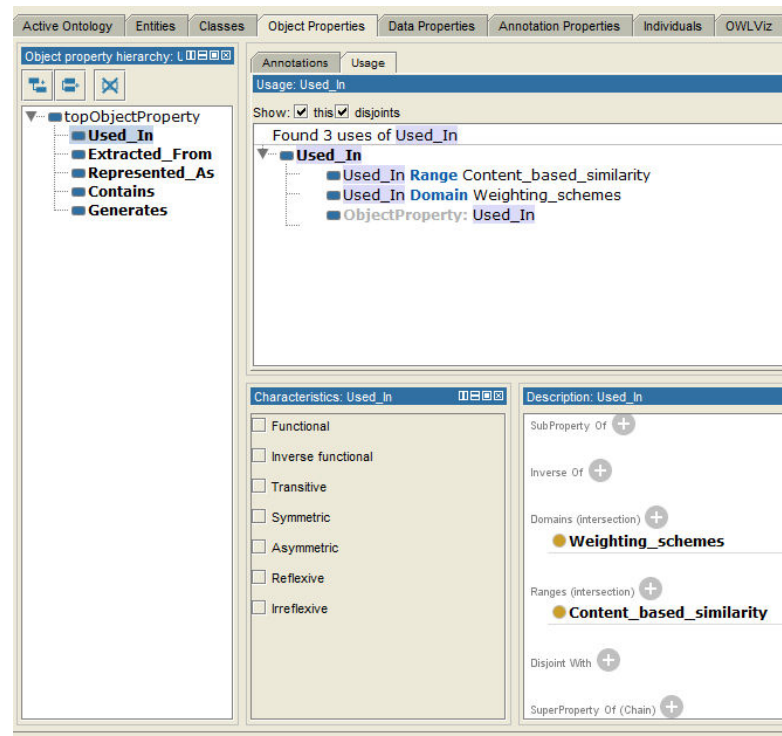 Active Ontology Entities Classes Object Properties Data Properties Annotation Properties Individuals OWLViz
Object property hierarchy: U
topObjectProperty
Used_In
Extracted_From
Represented_As
Contains
Generates
Annotations Usage
Usage: Used_In
Show: this disjoints
Found 3 uses of Used_In
Used_In
Used_In Range Content_based_similarity
Used_In Domain Weighting_schemes
ObjectProperty: Used_In
Characteristics: Used_In
Functional
Inverse functional
Transitive
Symmetric
Asymmetric
Reflexive
Irreflexive
Description: Used_In
SubProperty Of
Inverse Of
Domains (intersection)
Weighting_schemes
Ranges (intersection)
Content_based_similarity
Disjoint With
SuperProperty Of (Chain)